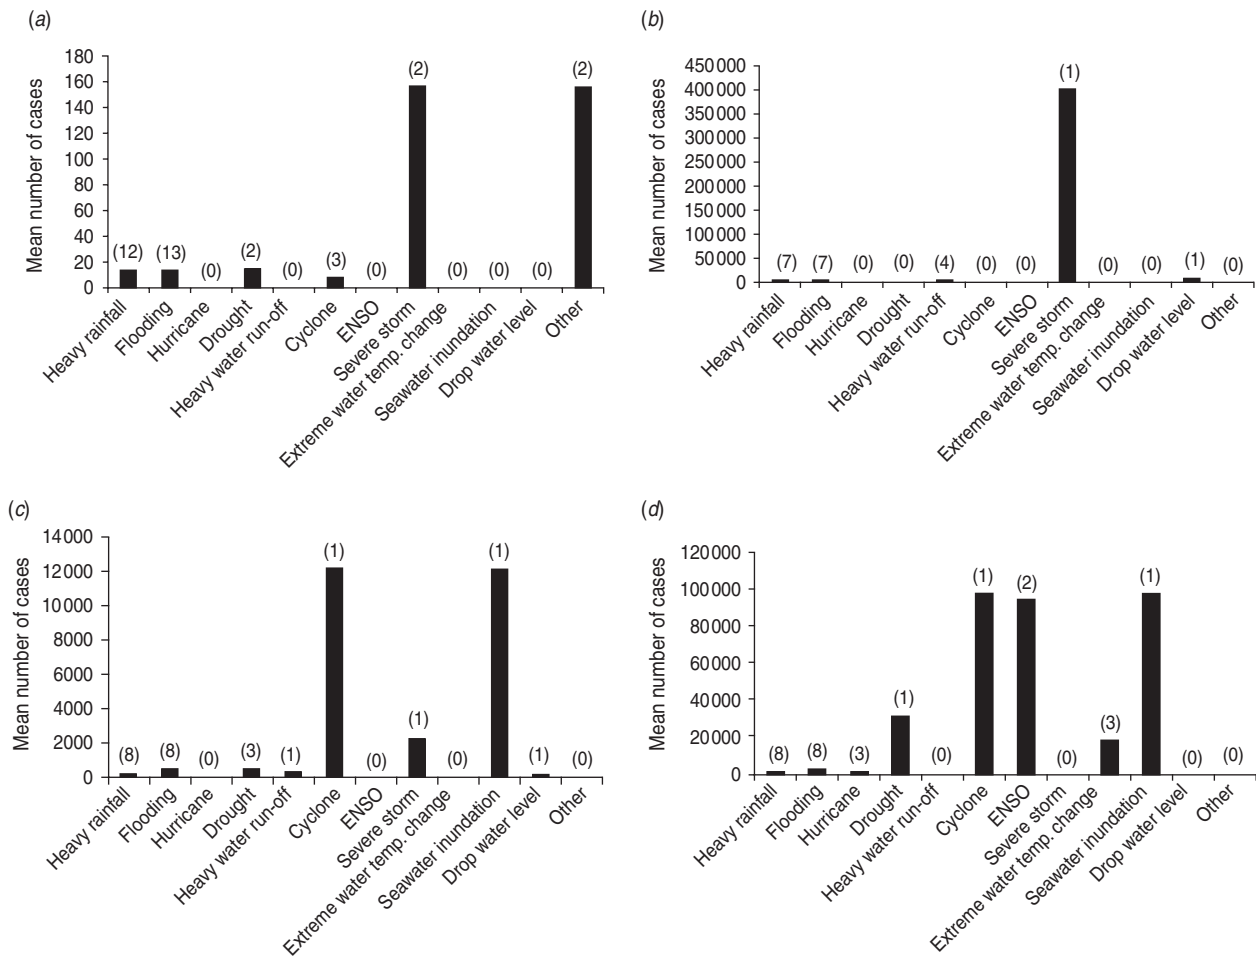 (a)
Mean number of cases
180
160
140
120
100
80
60
40
20
0
(12)
(13)
(0)
(2)
(0)
(3)
(0)
(2)
(0)
(0)
(0)
(2)
Heavy rainfall
Flooding
Hurricane
Drought
Heavy water run-off
Cyclone
ENSO
Severe storm
Extreme water temp. change
Seawater inundation
Drop water level
Other
(b)
Mean number of cases
450 000
400 000
350 000
300 000
250 000
200 000
150 000
100 000
50 000
0
(7)
(7)
(0)
(0)
(4)
(0)
(0)
(1)
(0)
(0)
(1)
(0)
Heavy rainfall
Flooding
Hurricane
Drought
Heavy water run-off
Cyclone
ENSO
Severe storm
Extreme water temp. change
Seawater inundation
Drop water level
Other
(c)
Mean number of cases
14 000
12 000
10 000
8000
6000
4000
2000
0
(8)
(8)
(0)
(3)
(1)
(1)
(0)
(1)
(0)
(1)
(1)
(0)
Heavy rainfall
Flooding
Hurricane
Drought
Heavy water run-off
Cyclone
ENSO
Severe storm
Extreme water temp. change
Seawater inundation
Drop water level
Other
(d)
Mean number of cases
120 000
100 000
80 000
60 000
40 000
20 000
0
(8)
(8)
(3)
(1)
(0)
(1)
(2)
(0)
(3)
(1)
(0)
(0)
Heavy rainfall
Flooding
Hurricane
Drought
Heavy water run-off
Cyclone
ENSO
Severe storm
Extreme water temp. change
Seawater inundation
Drop water level
Other